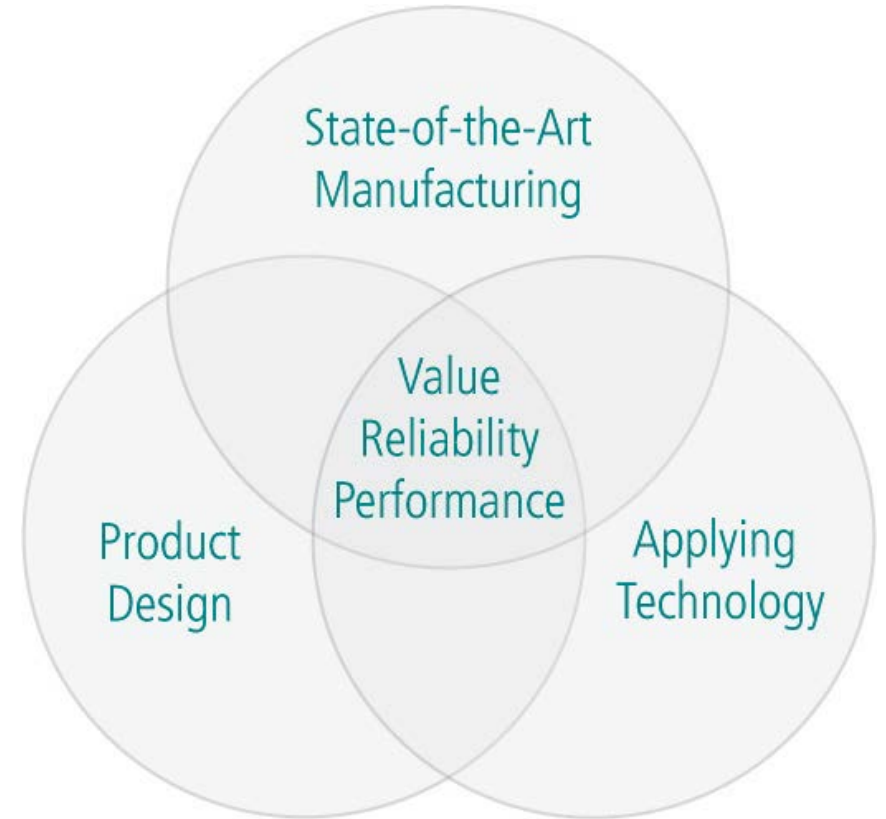 State-of-the-Art
Manufacturing
Value
Reliability
Performance
Product
Design
Applying
Technology